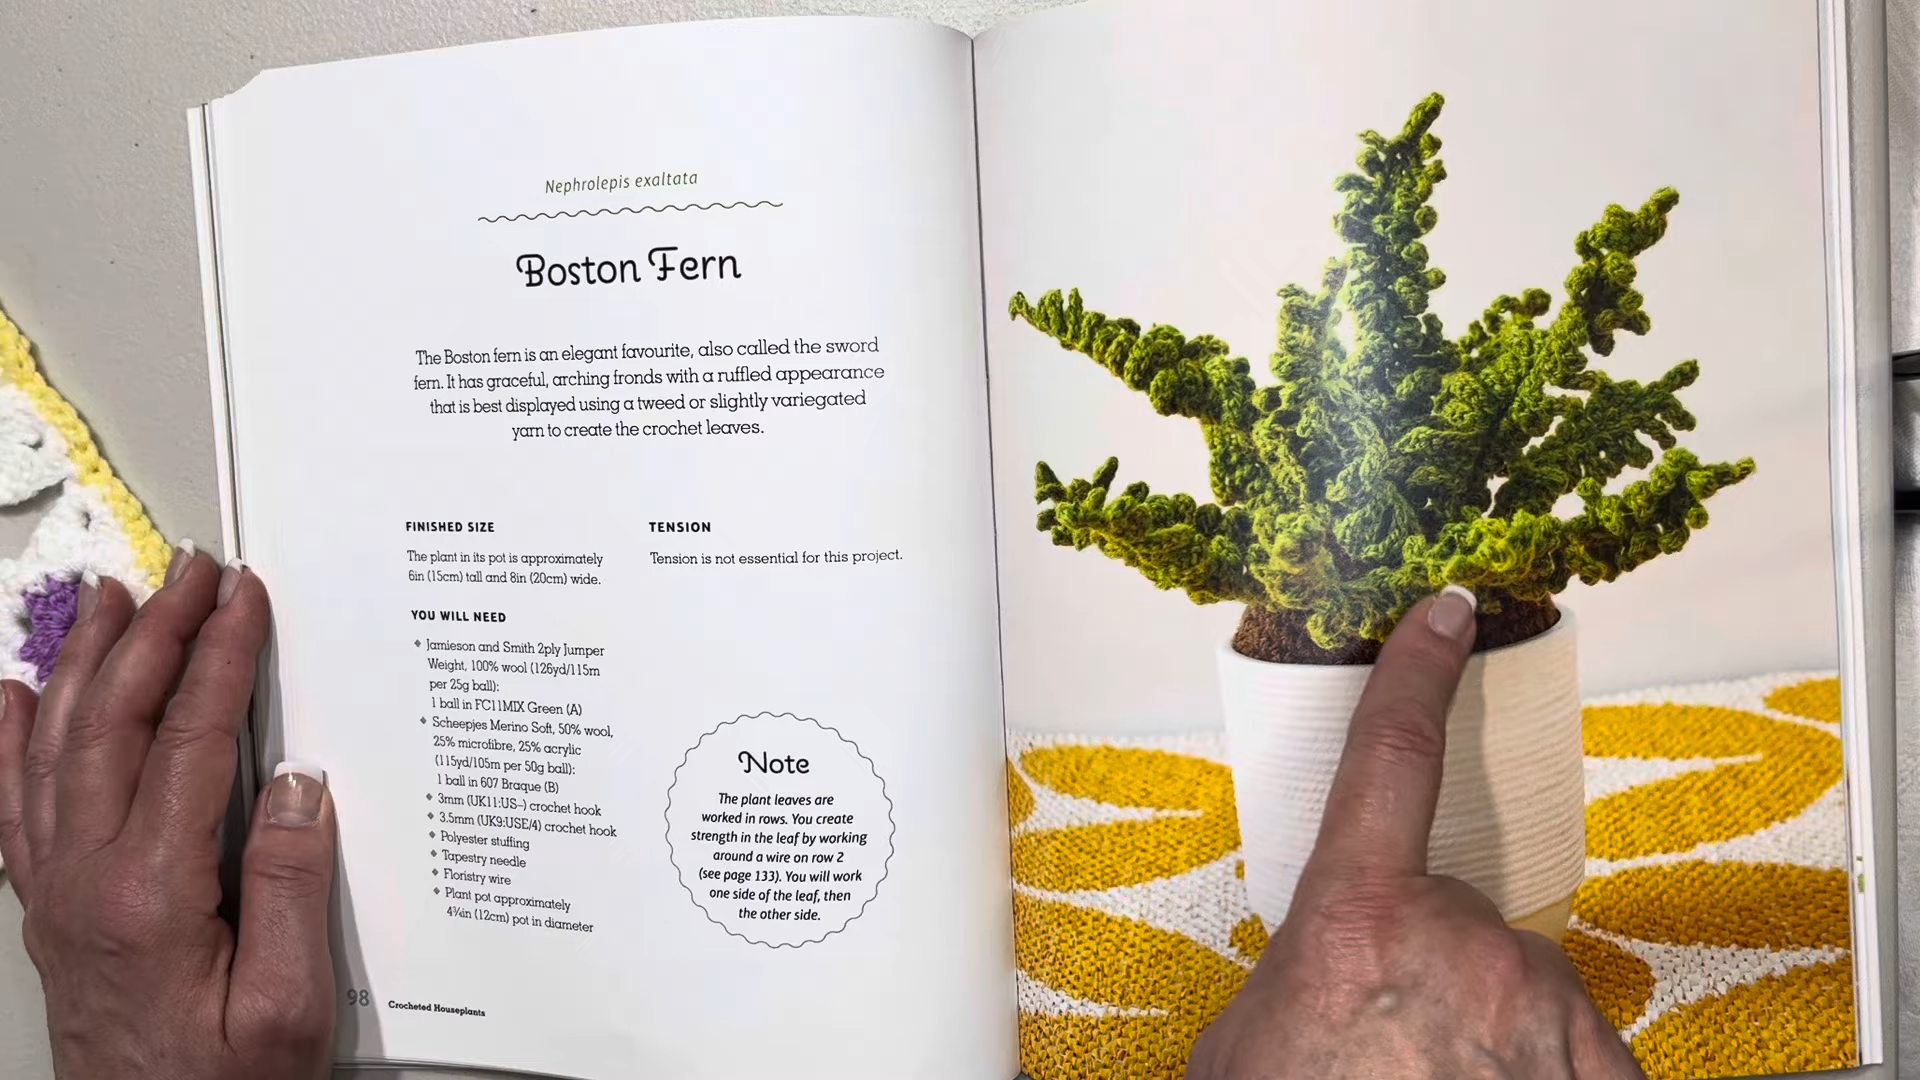 Nephrolepis exaltata
Boston Fern
The Boston fern is an elegant favourite, also called the sword
fern. It has graceful, arching fronds with a ruffled appearance
that is best displayed using a tweed or slightly variegated
yarn to create the crochet leaves.
FINISHED SIZE
The plant in its pot is approximately
6in (15cm) tall and 8in (20cm) wide.
YOU WILL NEED
Jamieson and Smith 2ply Jumper
Weight, 100% wool (126yd/115m
per 25g ball):
1 ball in FC11MIX Green (A)
Scheepjes Merino Soft, 50% wool,
25% microfibre, 25% acrylic
(115yd/105m per 50g ball):
1 ball in 607 Braque (B)
3mm (UK11:US–) crochet hook
3.5mm (UK9:USE/4) crochet hook
Polyester stuffing
Tapestry needle
Floristry wire
Plant pot approximately
4¾in (12cm) pot in diameter
TENSION
Tension is not essential for this project.
Note
The plant leaves are
worked in rows. You create
strength in the leaf by working
around a wire on row 2
(see page 133). You will work
one side of the leaf, then
the other side.
98 Crocheted Houseplants